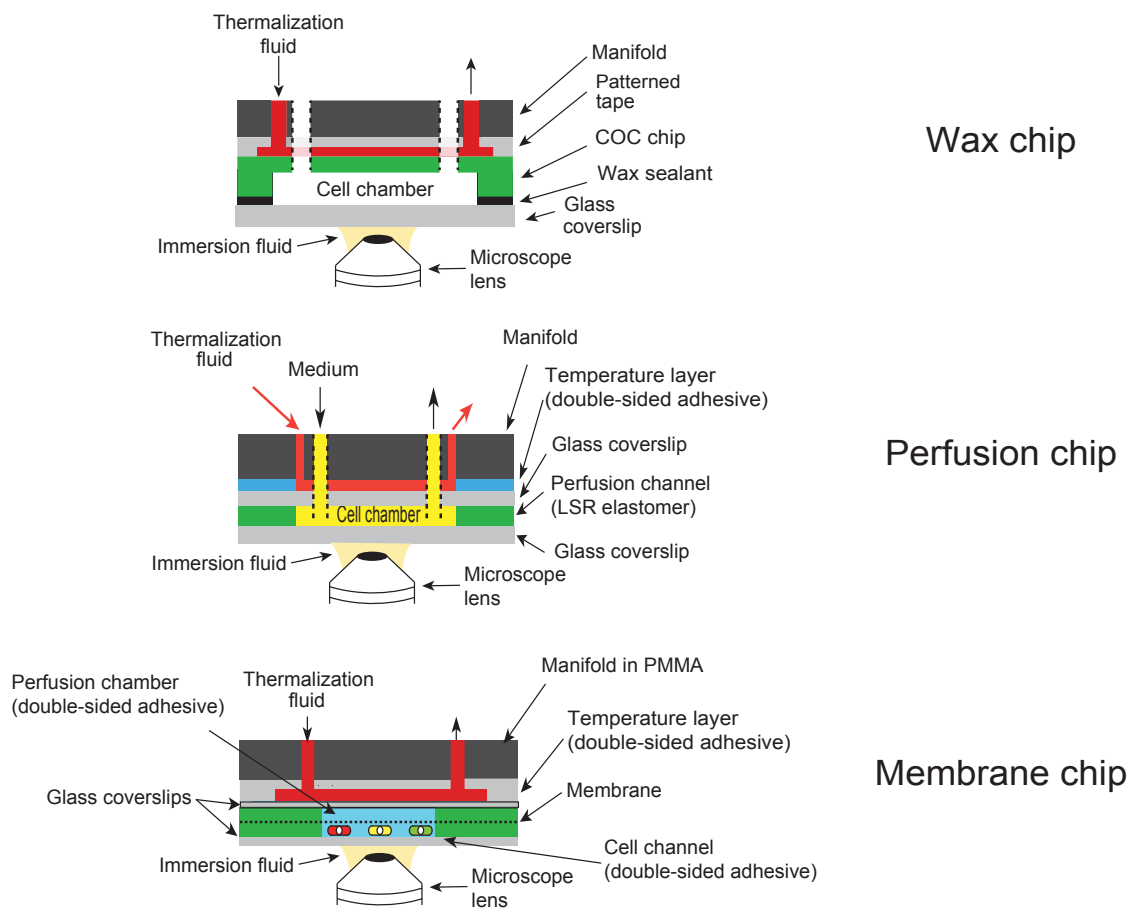 Thermalization
fluid
Manifold
Patterned
tape
COC chip
Wax sealant
Glass
coverslip
Cell chamber
Immersion fluid
Microscope
lens
Wax chip
Thermalization
fluid
Medium
Manifold
Temperature layer
(double-sided adhesive)
Glass coverslip
Perfusion channel
(LSR elastomer)
Cell chamber
Glass coverslip
Immersion fluid
Microscope
lens
Perfusion chip
Perfusion chamber
(double-sided adhesive)
Thermalization
fluid
Manifold in PMMA
Temperature layer
(double-sided adhesive)
Glass coverslips
Membrane
Cell channel
(double-sided adhesive)
Immersion fluid
Microscope
lens
Membrane chip